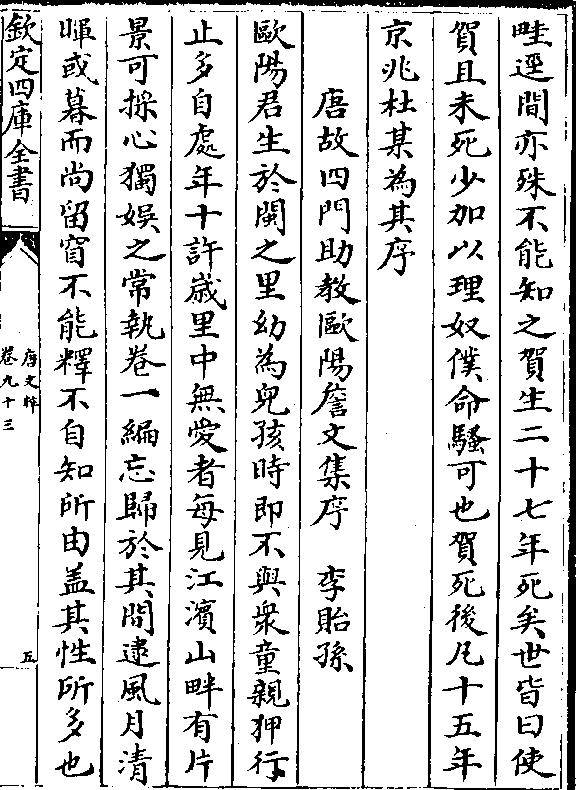 畦逕間亦殊不能知之賀生二十七年死矣世皆曰使
賀且未死少加以理奴僕命騷可也賀死後凡十五年
京兆杜某為其序
唐故四門助教歐陽詹文集序　李貽孫
歐陽君生於閩之里幼為兒孩時即不與衆童親狎行
止多自處年十許歲里中無愛者每見江濱山畔有片
景可採心獨娯之常執卷一編忘歸於其間逮風月清
暉或暮而尚留窅不能釋不自知所由盖其性所多也
欽定四庫全書
唐文粹
卷九十三
五